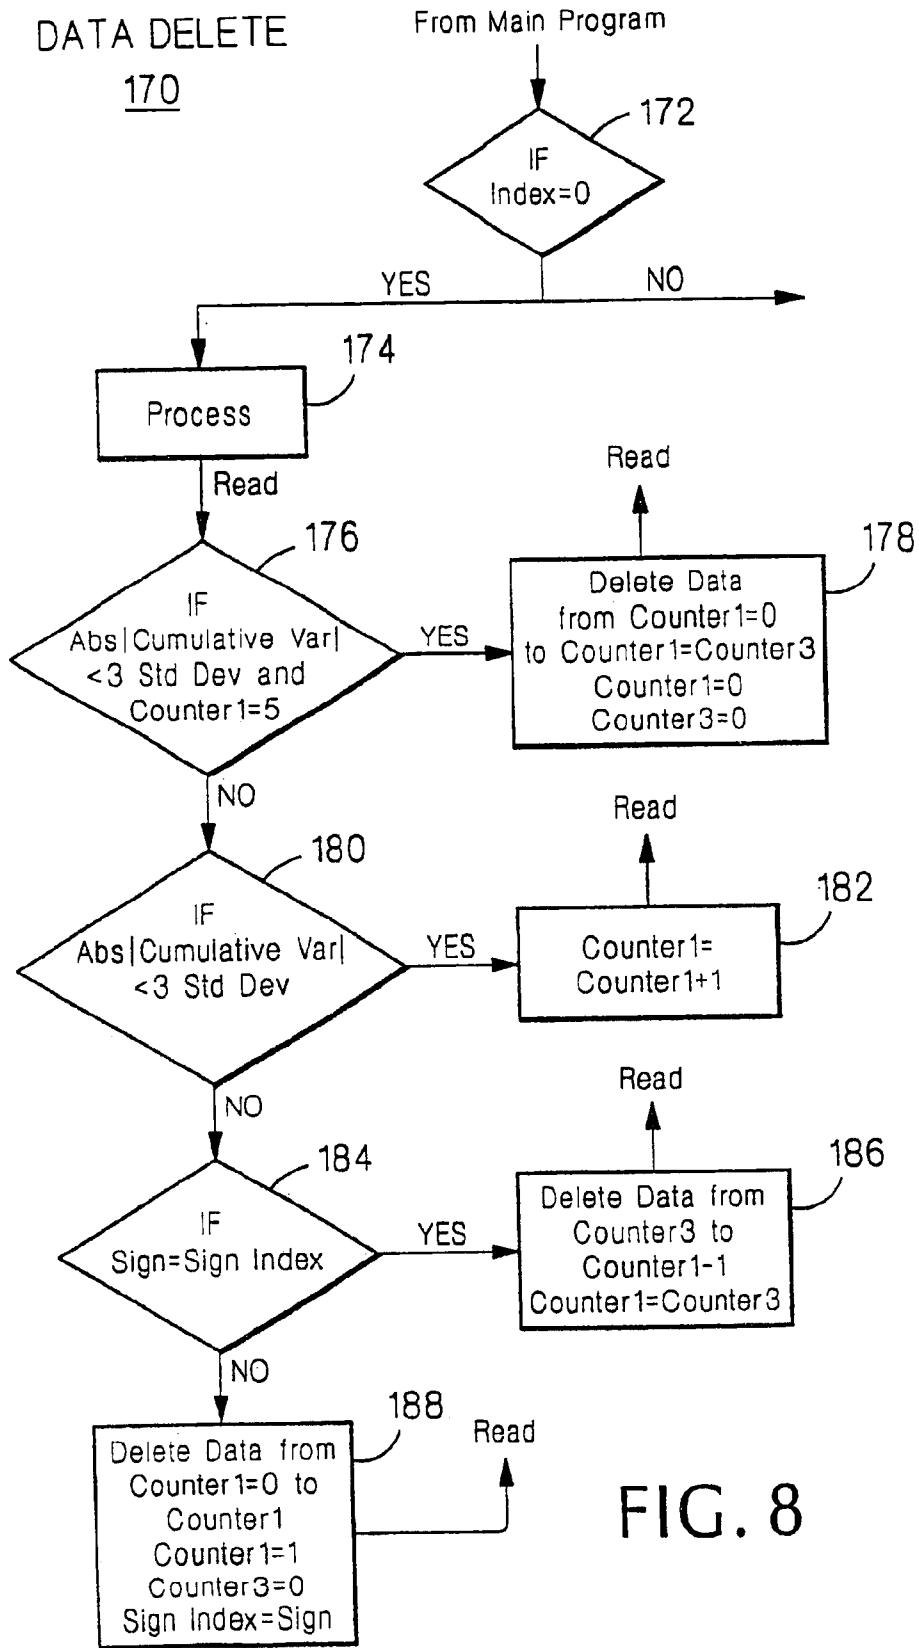 DATA DELETE
170
From Main Program
172
IF
Index=0
YES
NO
174
Process
Read
176
IF
Abs|Cumulative Var|
<3 Std Dev and
Counter1=5
YES
Read
178
Delete Data
from Counter1=0
to Counter1=Counter3
Counter1=0
Counter3=0
NO
180
IF
Abs|Cumulative Var|
<3 Std Dev
YES
Read
182
Counter1=
Counter1+1
NO
184
IF
Sign=Sign Index
YES
Read
186
Delete Data from
Counter3 to
Counter1-1
Counter1=Counter3
NO
188
Delete Data from
Counter1=0 to
Counter1
Counter1=1
Counter3=0
Sign Index=Sign
Read
FIG. 8